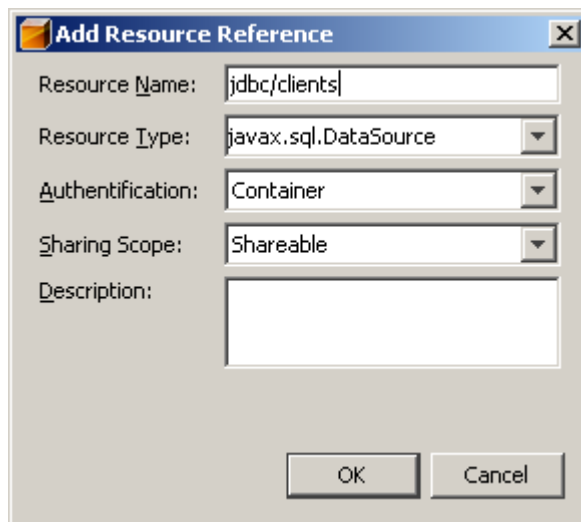 Add Resource Reference
Resource Name: jdbc/clients
Resource Type: javax.sql.DataSource
Authentification: Container
Sharing Scope: Shareable
Description:
OK Cancel